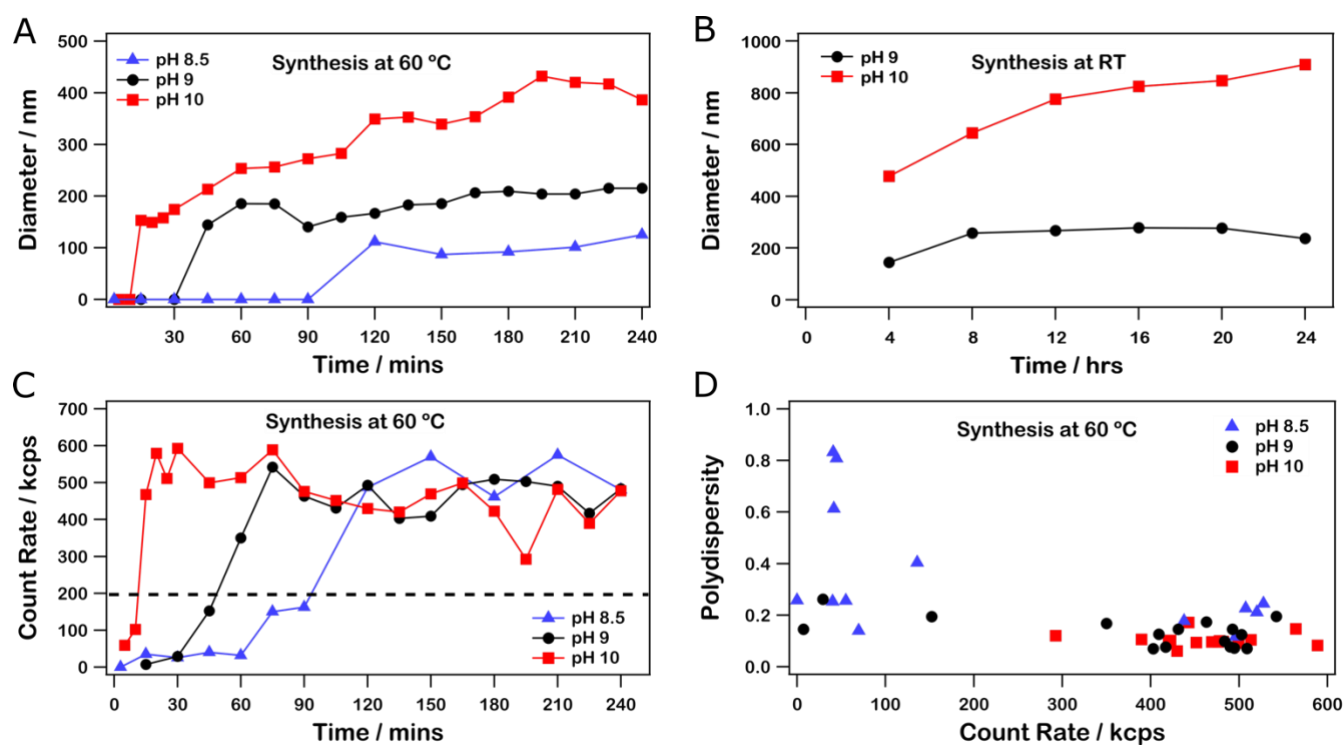 A
500
400
300
200
100
0
Diameter / nm
pH 8.5
pH 9
pH 10
Synthesis at 60 ºC
30 60 90 120 150 180 210 240
Time / mins
B
1000
800
600
400
200
0
Diameter / nm
pH 9
pH 10
Synthesis at RT
0 4 8 12 16 20 24
Time / hrs
C
700
600
500
400
300
200
100
0
Count Rate / kcps
Synthesis at 60 ºC
pH 8.5
pH 9
pH 10
0 30 60 90 120 150 180 210 240
Time / mins
D
1.0
0.8
0.6
0.4
0.2
0.0
Polydispersity
Synthesis at 60 ºC
pH 8.5
pH 9
pH 10
0 100 200 300 400 500 600
Count Rate / kcps